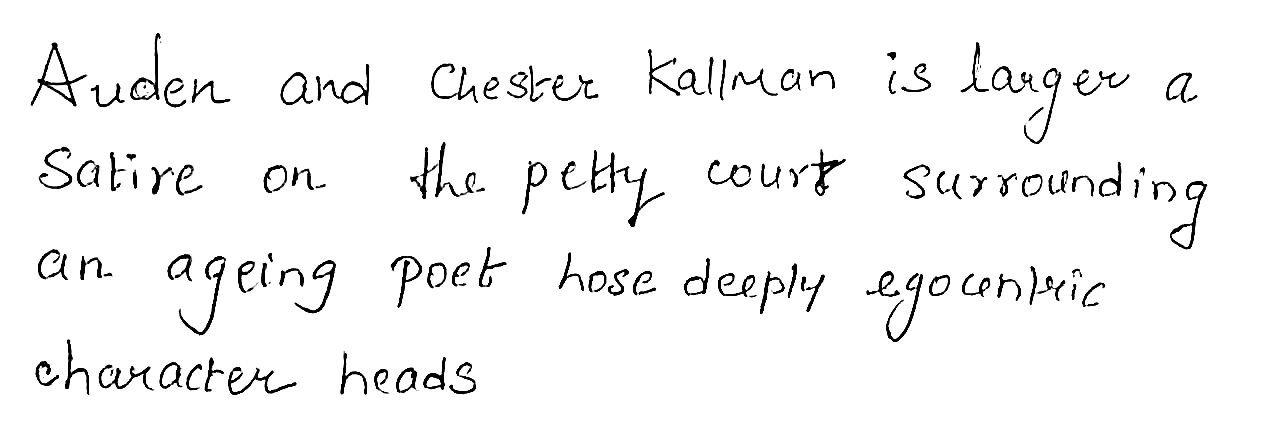 Auden and Chester Kallman is larger a
Satire on the petty court surrounding
an ageing poet hose deeply egocentric
character heads